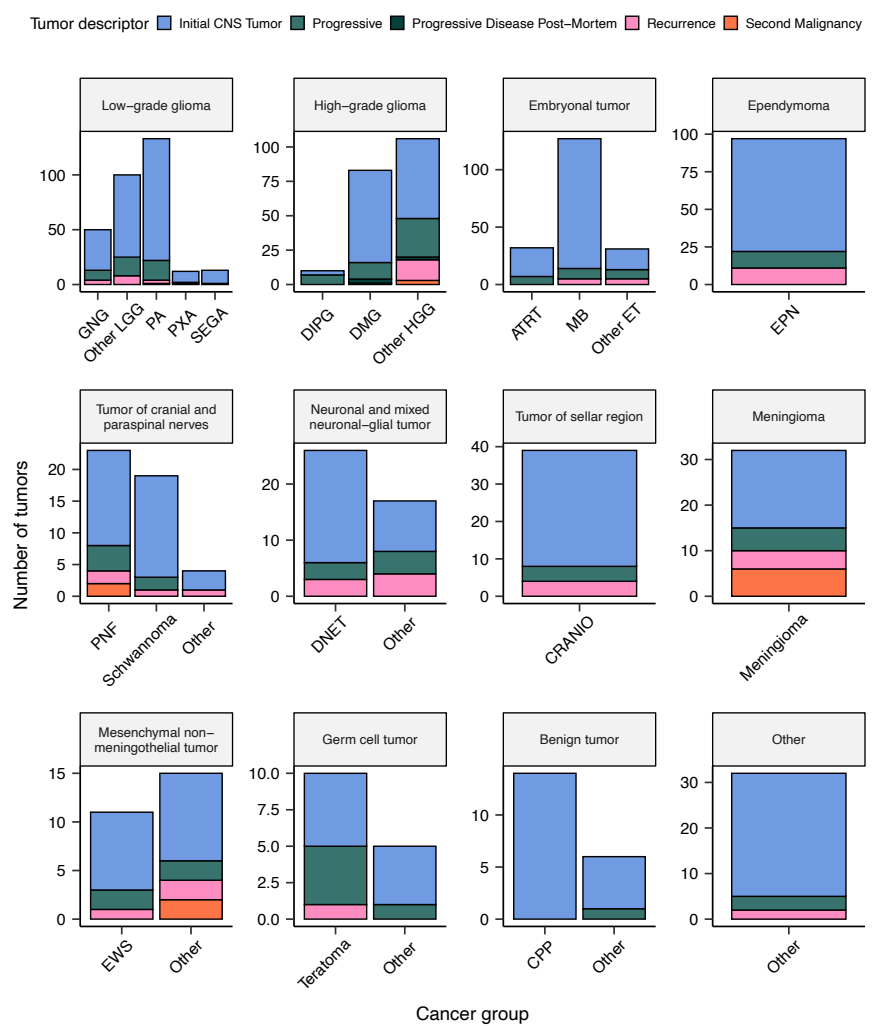 Tumor descriptor Initial CNS Tumor Progressive Progressive Disease Post−Mortem Recurrence Second Malignancy
Low−grade glioma
100
50
0
GNG
Other LGG
PA
PXA
SEGA
High−grade glioma
100
75
50
25
0
DIPG
DMG
Other HGG
Embryonal tumor
100
50
0
ATRT
MB
Other ET
Ependymoma
100
75
50
25
0
EPN
Number of tumors
Tumor of cranial and
paraspinal nerves
20
15
10
5
0
PNF
Schwannoma
Other
Neuronal and mixed
neuronal−glial tumor
20
10
0
DNET
Other
Tumor of sellar region
40
30
20
10
0
CRANIO
Meningioma
30
20
10
0
Meningioma
Mesenchymal non−
meningothelial tumor
15
10
5
0
EWS
Other
Germ cell tumor
10.0
7.5
5.0
2.5
0.0
Teratoma
Other
Benign tumor
10
5
0
CPP
Other
Other
30
20
10
0
Other
Cancer group